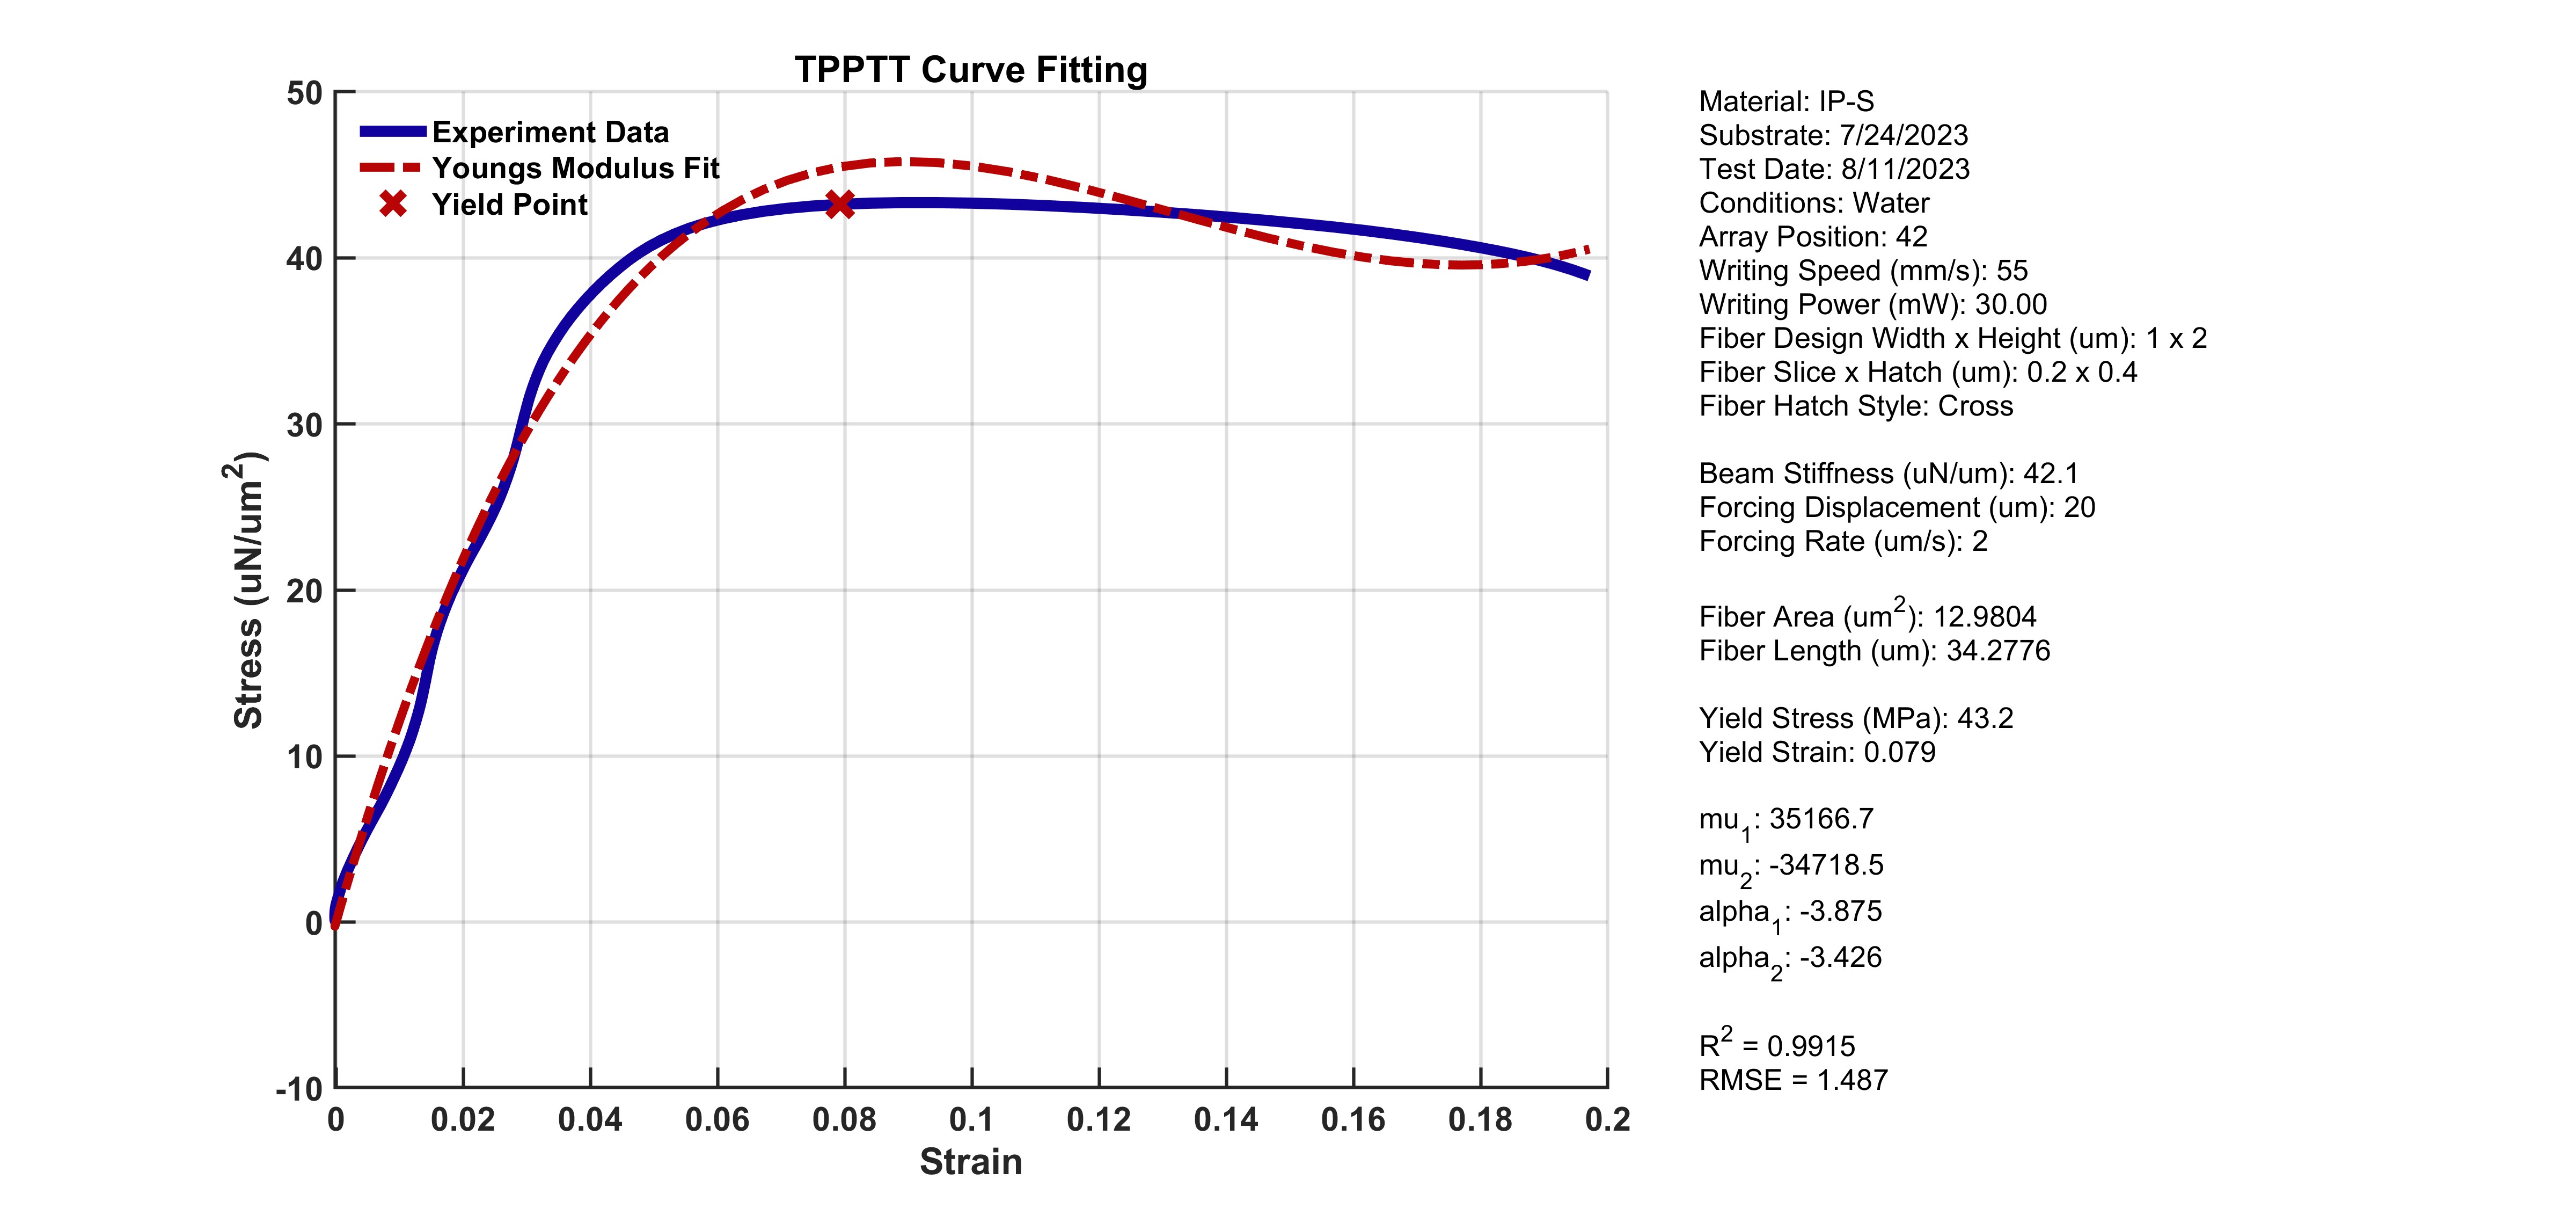 TPPTT Curve Fitting
50
40
30
20
10
0
-10
Stress (uN/um²)
Experiment Data
Youngs Modulus Fit
Yield Point
0 0.02 0.04 0.06 0.08 0.1 0.12 0.14 0.16 0.18 0.2
Strain
Material: IP-S
Substrate: 7/24/2023
Test Date: 8/11/2023
Conditions: Water
Array Position: 42
Writing Speed (mm/s): 55
Writing Power (mW): 30.00
Fiber Design Width x Height (um): 1 x 2
Fiber Slice x Hatch (um): 0.2 x 0.4
Fiber Hatch Style: Cross
Beam Stiffness (uN/um): 42.1
Forcing Displacement (um): 20
Forcing Rate (um/s): 2
Fiber Area (um²): 12.9804
Fiber Length (um): 34.2776
Yield Stress (MPa): 43.2
Yield Strain: 0.079
mu₁: 35166.7
mu₂: -34718.5
alpha₁: -3.875
alpha₂: -3.426
R² = 0.9915
RMSE = 1.487